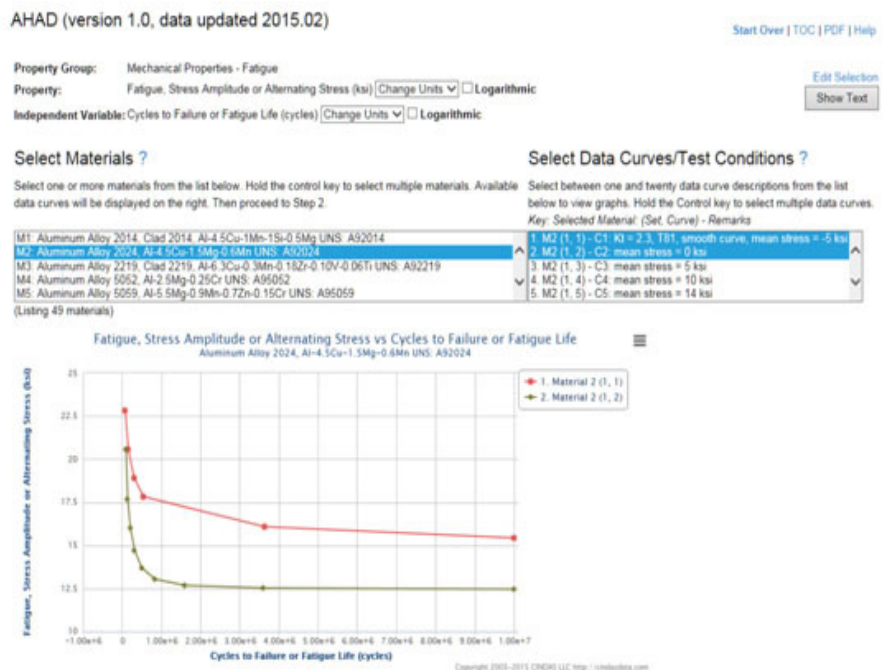 AHAD (version 1.0, data updated 2015.02)
Start Over | TOC | PDF | Help
Property Group: Mechanical Properties - Fatigue
Edit Selection
Property: Fatigue, Stress Amplitude or Alternating Stress (ksi) Change Units Logarithmic
Show Text
Independent Variable: Cycles to Failure or Fatigue Life (cycles) Change Units Logarithmic
Select Materials ?
Select one or more materials from the list below. Hold the control key to select multiple materials. Available
data curves will be displayed on the right. Then proceed to Step 2.
M1: Aluminum Alloy 2014, Clad 2014, Al-4.5Cu-1Mn-1Si-0.5Mg UNS: A92014
M2: Aluminum Alloy 2024, Al-4.5Cu-1.5Mg-0.6Mn UNS: A92024
M3: Aluminum Alloy 2219, Clad 2219, Al-6.3Cu-0.3Mn-0.18Zr-0.10V-0.06Ti UNS: A92219
M4: Aluminum Alloy 5052, Al-2.5Mg-0.25Cr UNS: A95052
M5: Aluminum Alloy 5059, Al-5.5Mg-0.9Mn-0.7Zn-0.15Cr UNS: A95059
(Listing 49 materials)
Select Data Curves/Test Conditions ?
Select between one and twenty data curve descriptions from the list
below to view graphs. Hold the Control key to select multiple data curves.
Key: Selected Material: (Set, Curve) - Remarks
1. M2 (1, 1) - C1: Kt = 2.3, T81, smooth curve, mean stress = -5 ksi
2. M2 (1, 2) - C2: mean stress = 0 ksi
3. M2 (1, 3) - C3: mean stress = 5 ksi
4. M2 (1, 4) - C4: mean stress = 10 ksi
5. M2 (1, 5) - C5: mean stress = 14 ksi
Fatigue, Stress Amplitude or Alternating Stress vs Cycles to Failure or Fatigue Life
Aluminum Alloy 2024, Al-4.5Cu-1.5Mg-0.6Mn UNS: A92024
Fatigue, Stress Amplitude or Alternating Stress (ksi)
25
22.5
20
17.5
15
12.5
10
1. Material 2 (1, 1)
2. Material 2 (1, 2)
-1.00e+6 0 1.00e+6 2.00e+6 3.00e+6 4.00e+6 5.00e+6 6.00e+6 7.00e+6 8.00e+6 9.00e+6 1.00e+7
Cycles to Failure or Fatigue Life (cycles)
Copyright 2003-2015 CINDAS LLC http://cindasdata.com